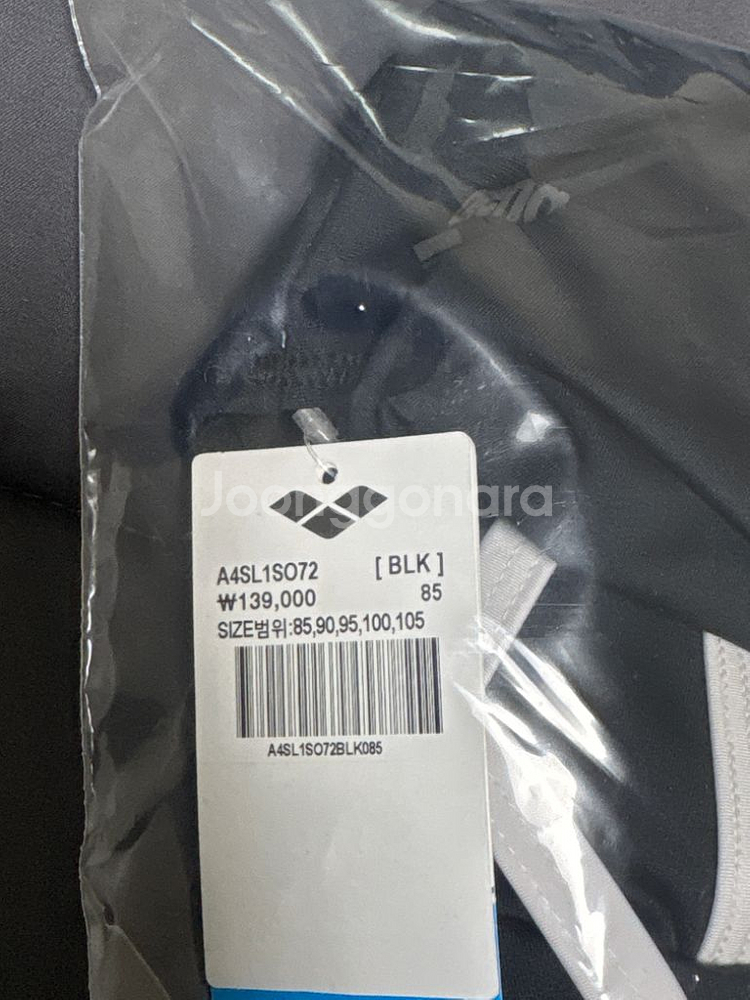 Joonggonara
A4SL1SO72 [ BLK ]
₩139,000 85
SIZE범위:85,90,95,100,105
A4SL1SO72BLK085